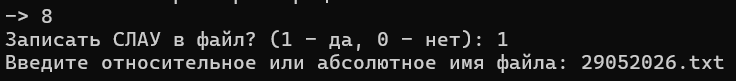 -> 8
Записать СЛАУ в файл? (1 - да, 0 - нет): 1
Введите относительное или абсолютное имя файла: 29052026.txt